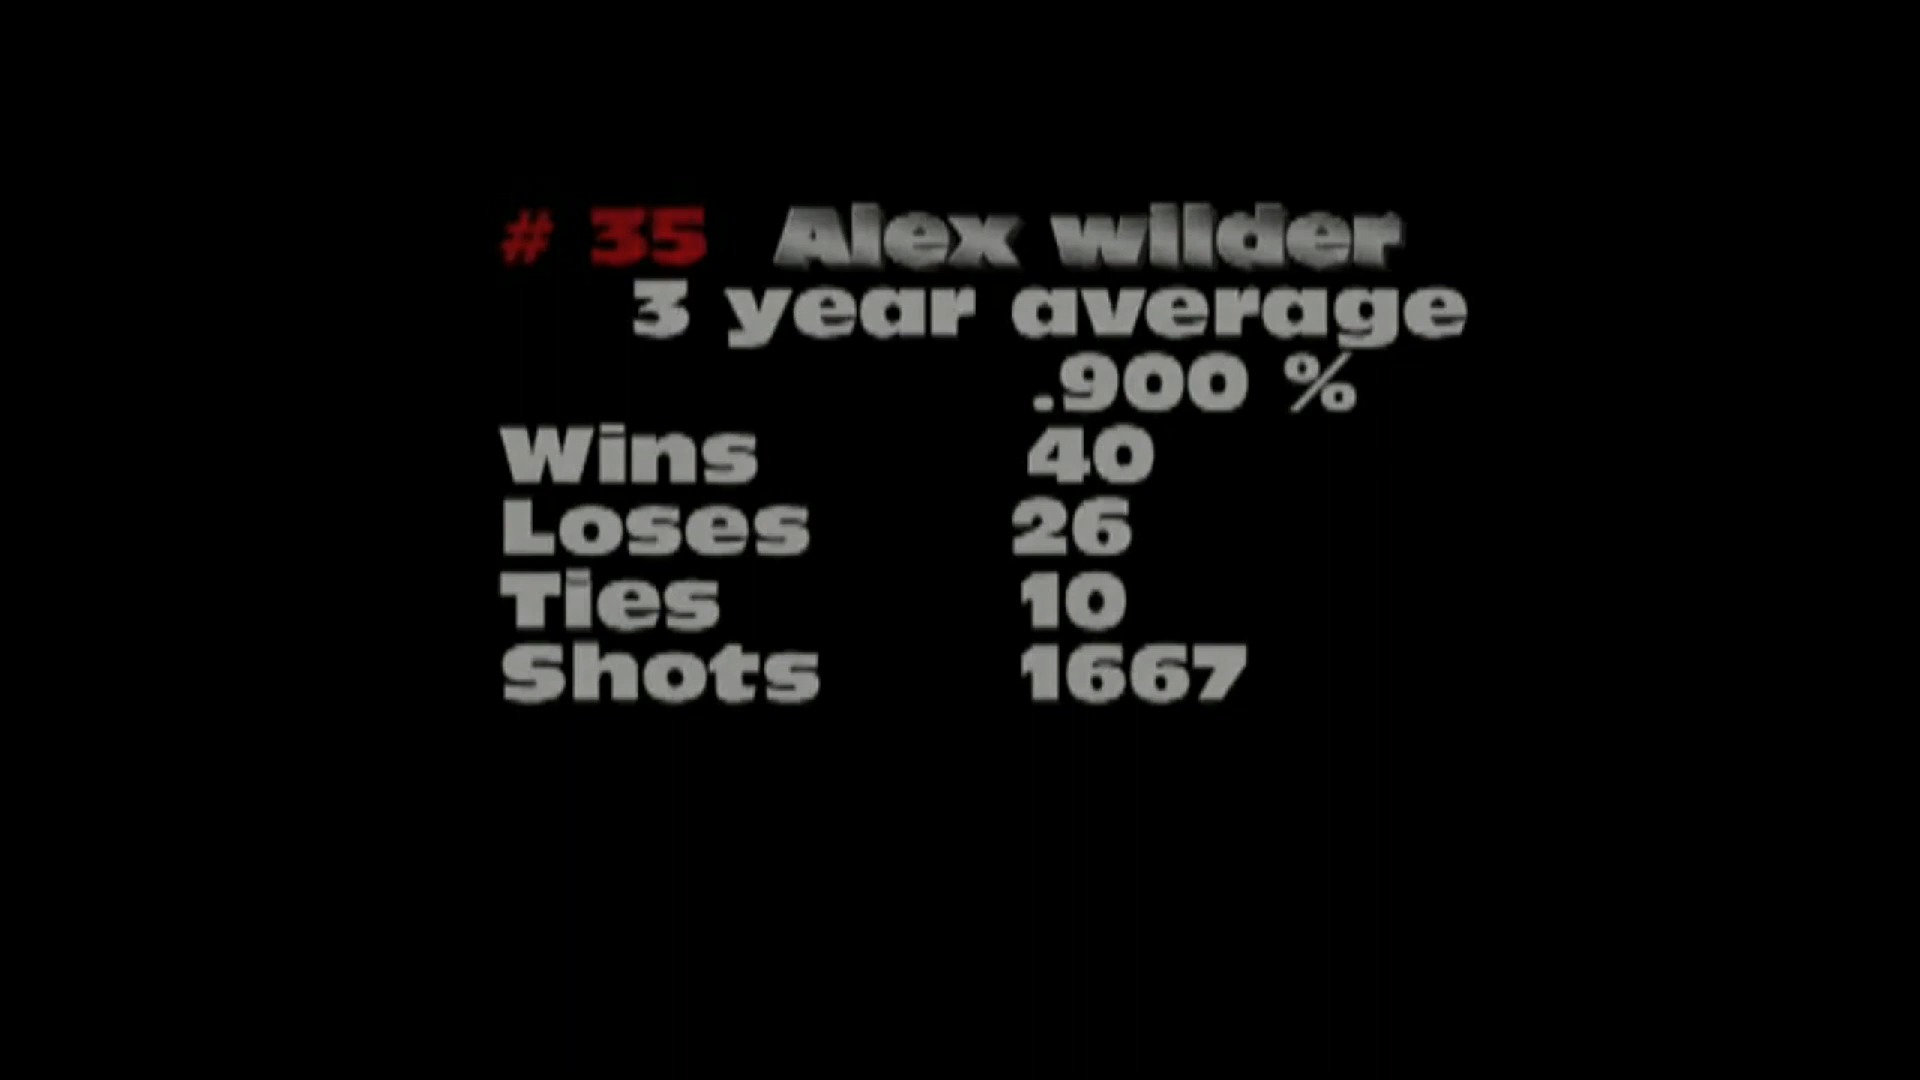 # 35 Alex wilder
3 year average
.900 %
Wins 40
Loses 26
Ties 10
Shots 1667